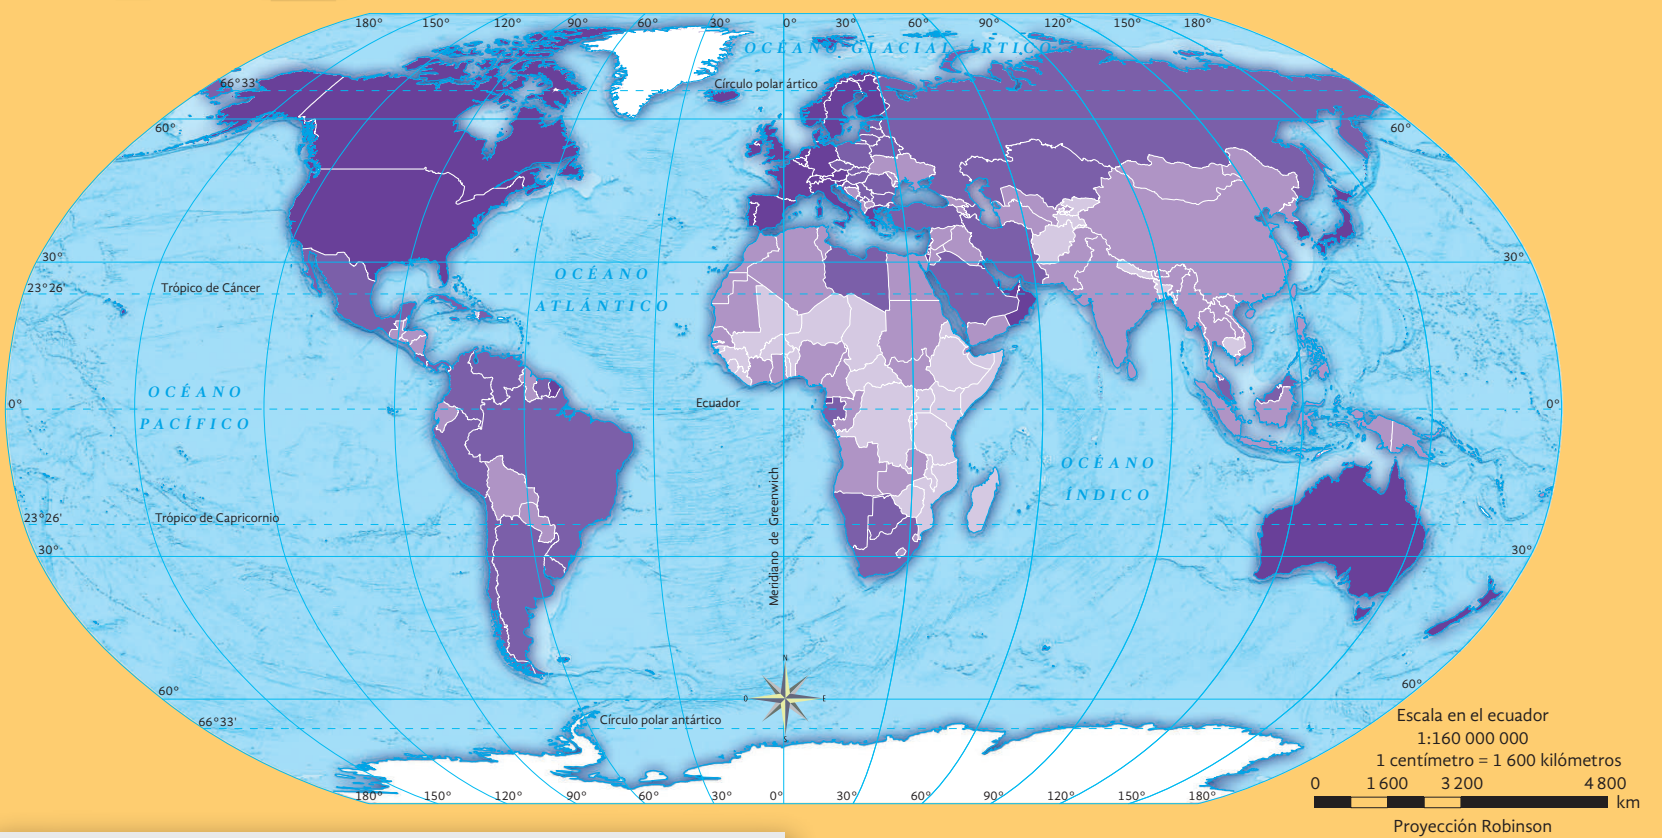 180° 150° 120° 90° 60° 30° 0° 30° 60° 90° 120° 150° 180°
OCÉANO GLACIAL ÁRTICO
66°33' Círculo polar ártico
60° 60°
30° 30°
OCÉANO
ATLÁNTICO
23°26' Trópico de Cáncer
OCÉANO
PACÍFICO
0° Ecuador 0°
OCÉANO
ÍNDICO
Meridiano de Greenwich
23°26' Trópico de Capricornio
30° 30°
N
O E
S
60° 60°
66°33' Círculo polar antártico
180° 150° 120° 90° 60° 30° 0° 30° 60° 90° 120° 150° 180°
Escala en el ecuador
1:160 000 000
1 centímetro = 1 600 kilómetros
0 1 600 3 200 4 800
km
Proyección Robinson